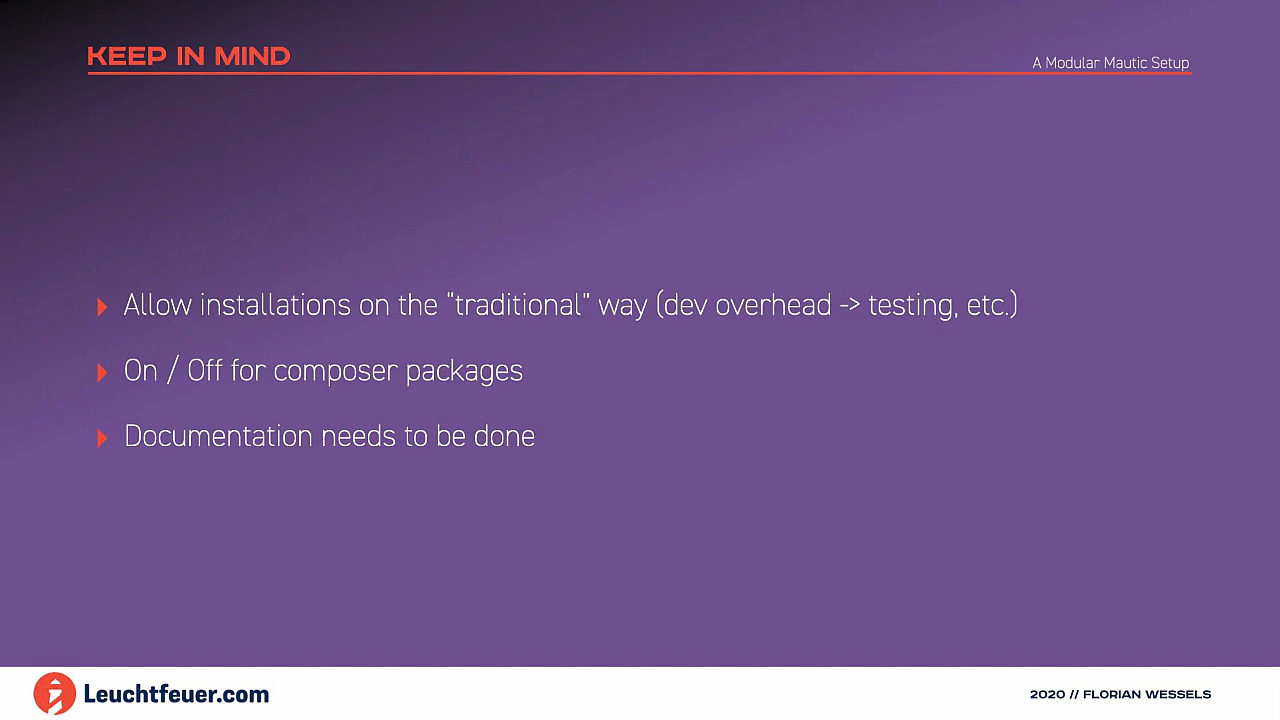 KEEP IN MIND
A Modular Mautic Setup
Allow installations on the “traditional” way (dev overhead -> testing, etc.)
On / Off for composer packages
Documentation needs to be done
Leuchtfeuer.com
2020 // FLORIAN WESSELS